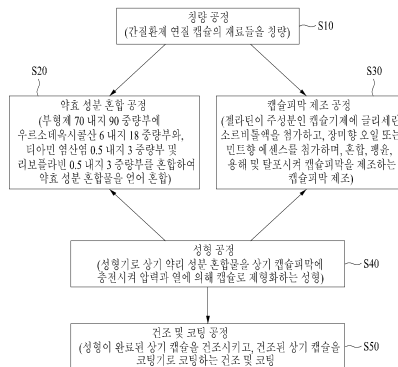 칭량 공정
(간질환제 연질 캡슐의 재료들을 칭량)
S10
S20
약효 성분 혼합 공정
(부형제 70 내지 90 중량부에
우르소데옥시콜산 6 내지 18 중량부와,
티아민 염산염 0.5 내지 3 중량부 및
리보플라빈 0.5 내지 3 중량부를 혼합하여
약효 성분 혼합물을 얻어 혼합)
S30
캡슐피막 제조 공정
(젤라틴이 주성분인 캡슐기제에 글리세린
소르비톨액을 첨가하고, 장미향 오일 또는
민트향 에센스를 첨가하며, 혼합, 팽윤,
용해 및 탈포시켜 캡슐피막을 제조하는
캡슐피막 제조)
성형 공정
(성형기로 상기 약리 성분 혼합물을 상기 캡슐피막에
충진시켜 압력과 열에 의해 캡슐로 제형화하는 성형)
S40
건조 및 코팅 공정
(성형이 완료된 상기 캡슐을 건조시키고, 건조된 상기 캡슐을
코팅기로 코팅하는 건조 및 코팅
S50